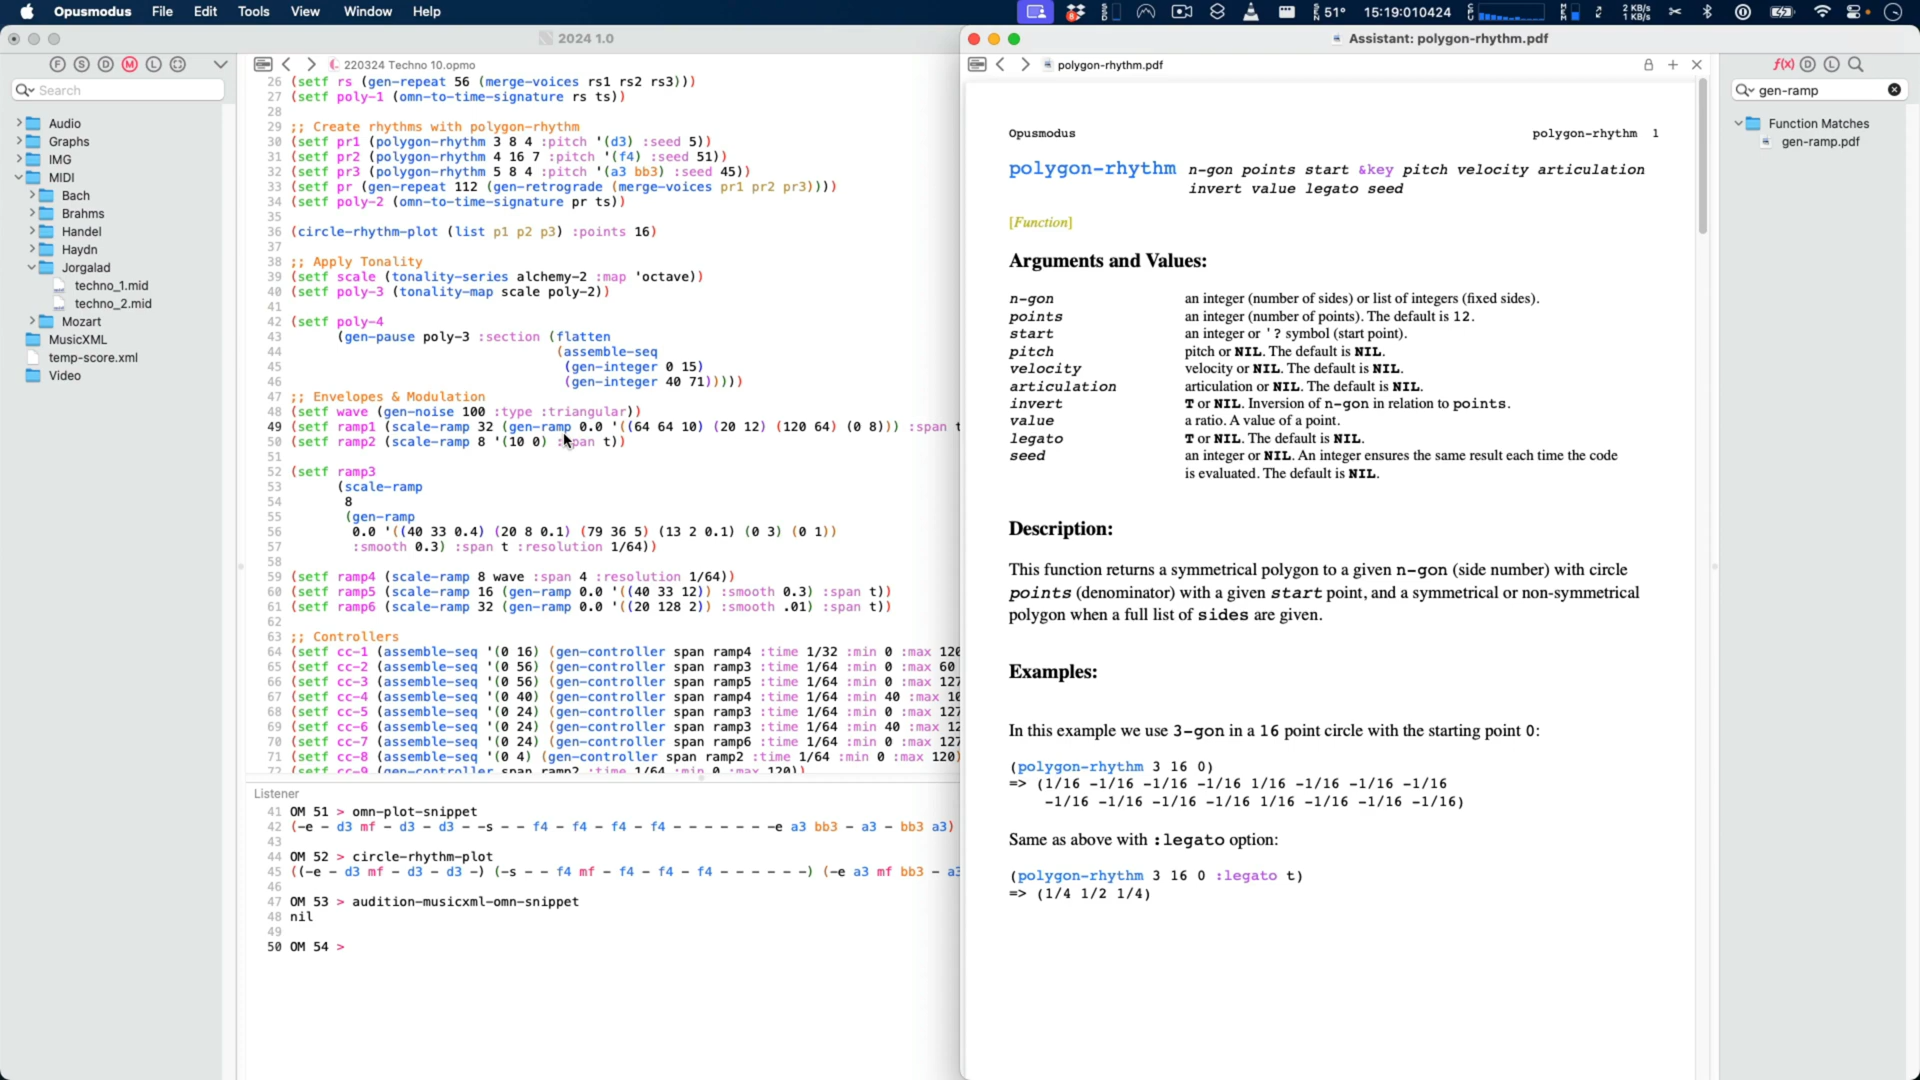 Opusmodus File Edit Tools View Window Help
51° 15:19:010424 2 KB/s 1 KB/s
2024 1.0
Search
Audio
Graphs
IMG
MIDI
Bach
Brahms
Handel
Haydn
Jorgalad
techno_1.mid
techno_2.mid
Mozart
MusicXML
temp-score.xml
Video
220324 Techno 10.opmo
26 (setf rs (gen-repeat 56 (merge-voices rs1 rs2 rs3)))
27 (setf poly-1 (omn-to-time-signature rs ts))
28
29 ;; Create rhythms with polygon-rhythm
30 (setf pr1 (polygon-rhythm 3 8 4 :pitch '(d3) :seed 5))
31 (setf pr2 (polygon-rhythm 4 16 7 :pitch '(f4) :seed 51))
32 (setf pr3 (polygon-rhythm 5 8 4 :pitch '(a3 bb3) :seed 45))
33 (setf pr (gen-repeat 112 (gen-retrograde (merge-voices pr1 pr2 pr3))))
34 (setf poly-2 (omn-to-time-signature pr ts))
35
36 (circle-rhythm-plot (list p1 p2 p3) :points 16)
37
38 ;; Apply Tonality
39 (setf scale (tonality-series alchemy-2 :map 'octave))
40 (setf poly-3 (tonality-map scale poly-2))
41
42 (setf poly-4
43 (gen-pause poly-3 :section (flatten
44 (assemble-seq
45 (gen-integer 0 15)
46 (gen-integer 40 71)))))
47 ;; Envelopes & Modulation
48 (setf wave (gen-noise 100 :type :triangular))
49 (setf ramp1 (scale-ramp 32 (gen-ramp 0.0 '((64 64 10) (20 12) (120 64) (0 8))) :span t
50 (setf ramp2 (scale-ramp 8 '(10 0) :span t))
51
52 (setf ramp3
53 (scale-ramp
54 8
55 (gen-ramp
56 0.0 '((40 33 0.4) (20 8 0.1) (79 36 5) (13 2 0.1) (0 3) (0 1))
57 :smooth 0.3) :span t :resolution 1/64))
58
59 (setf ramp4 (scale-ramp 8 wave :span 4 :resolution 1/64))
60 (setf ramp5 (scale-ramp 16 (gen-ramp 0.0 '((40 33 12)) :smooth 0.3) :span t))
61 (setf ramp6 (scale-ramp 32 (gen-ramp 0.0 '((20 128 2)) :smooth .01) :span t))
62
63 ;; Controllers
64 (setf cc-1 (assemble-seq '(0 16) (gen-controller span ramp4 :time 1/32 :min 0 :max 120
65 (setf cc-2 (assemble-seq '(0 56) (gen-controller span ramp3 :time 1/64 :min 0 :max 60
66 (setf cc-3 (assemble-seq '(0 56) (gen-controller span ramp5 :time 1/64 :min 0 :max 127
67 (setf cc-4 (assemble-seq '(0 40) (gen-controller span ramp4 :time 1/64 :min 40 :max 10
68 (setf cc-5 (assemble-seq '(0 24) (gen-controller span ramp3 :time 1/64 :min 0 :max 127
69 (setf cc-6 (assemble-seq '(0 24) (gen-controller span ramp3 :time 1/64 :min 40 :max 12
70 (setf cc-7 (assemble-seq '(0 24) (gen-controller span ramp6 :time 1/64 :min 0 :max 127
71 (setf cc-8 (assemble-seq '(0 4) (gen-controller span ramp2 :time 1/64 :min 0 :max 120)
72 (setf cc-9 (gen-controller span ramp2 :time 1/64 :min 0 :max 120))
Listener
41 OM 51 > omn-plot-snippet
42 (-e - d3 mf - d3 - d3 - -s - - f4 - f4 - f4 - f4 - - - - - - -e a3 bb3 - a3 - bb3 a3)
43
44 OM 52 > circle-rhythm-plot
45 ((-e - d3 mf - d3 - d3 -) (-s - - f4 mf - f4 - f4 - f4 - - - - - -) (-e a3 mf bb3 - a3
46
47 OM 53 > audition-musicxml-omn-snippet
48 nil
49
50 OM 54 >
Assistant: polygon-rhythm.pdf
polygon-rhythm.pdf
Opusmodus polygon-rhythm 1
polygon-rhythm n-gon points start &key pitch velocity articulation
invert value legato seed
[Function]
Arguments and Values:
n-gon an integer (number of sides) or list of integers (fixed sides).
points an integer (number of points). The default is 12.
start an integer or '? symbol (start point).
pitch pitch or NIL. The default is NIL.
velocity velocity or NIL. The default is NIL.
articulation articulation or NIL. The default is NIL.
invert T or NIL. Inversion of n-gon in relation to points.
value a ratio. A value of a point.
legato T or NIL. The default is NIL.
seed an integer or NIL. An integer ensures the same result each time the code
is evaluated. The default is NIL.
Description:
This function returns a symmetrical polygon to a given n-gon (side number) with circle
points (denominator) with a given start point, and a symmetrical or non-symmetrical
polygon when a full list of sides are given.
Examples:
In this example we use 3-gon in a 16 point circle with the starting point 0:
(polygon-rhythm 3 16 0)
=> (1/16 -1/16 -1/16 -1/16 1/16 -1/16 -1/16 -1/16
-1/16 -1/16 -1/16 -1/16 1/16 -1/16 -1/16 -1/16)
Same as above with :legato option:
(polygon-rhythm 3 16 0 :legato t)
=> (1/4 1/2 1/4)
gen-ramp
Function Matches
gen-ramp.pdf